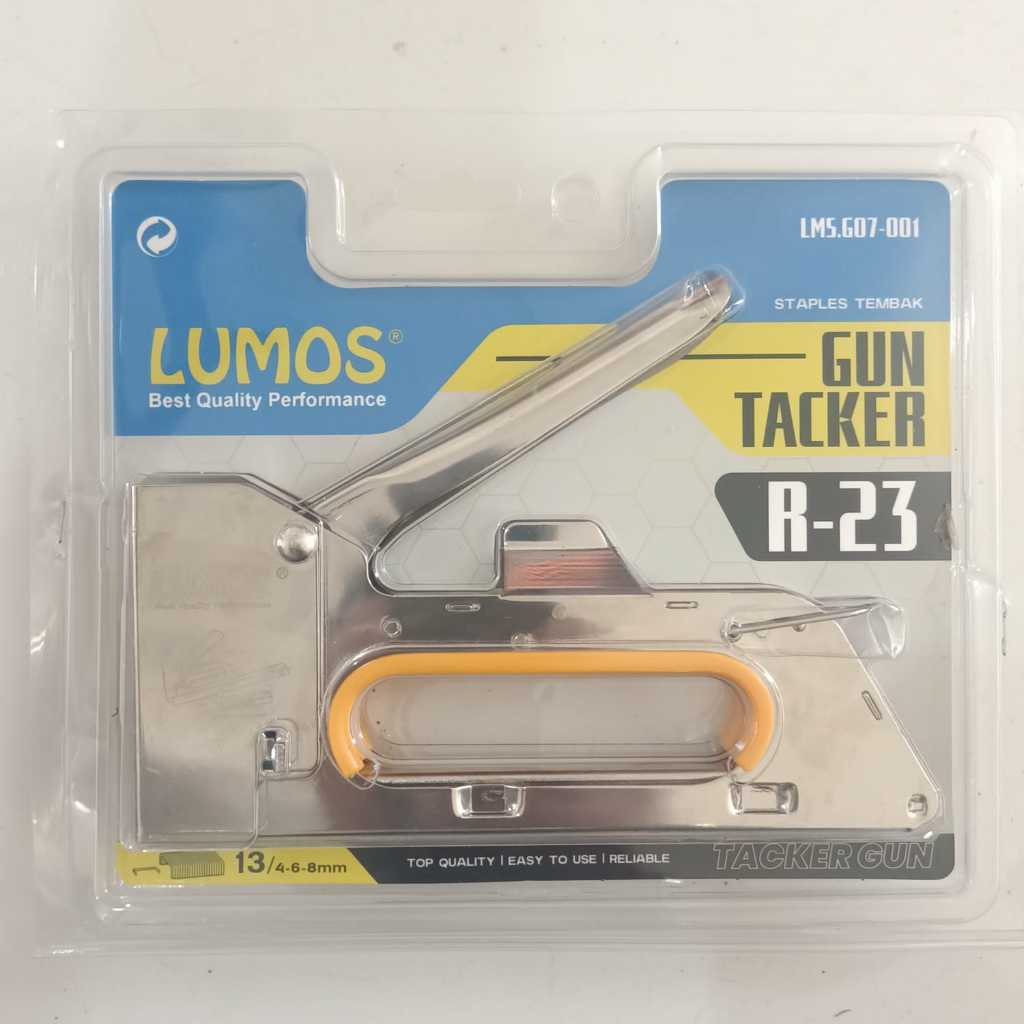 LMS.G07-001
STAPLES TEMBAK
LUMOS®
Best Quality Performance
GUN
TACKER
R-23
13/4-6-8mm
TOP QUALITY | EASY TO USE | RELIABLE
TACKER GUN